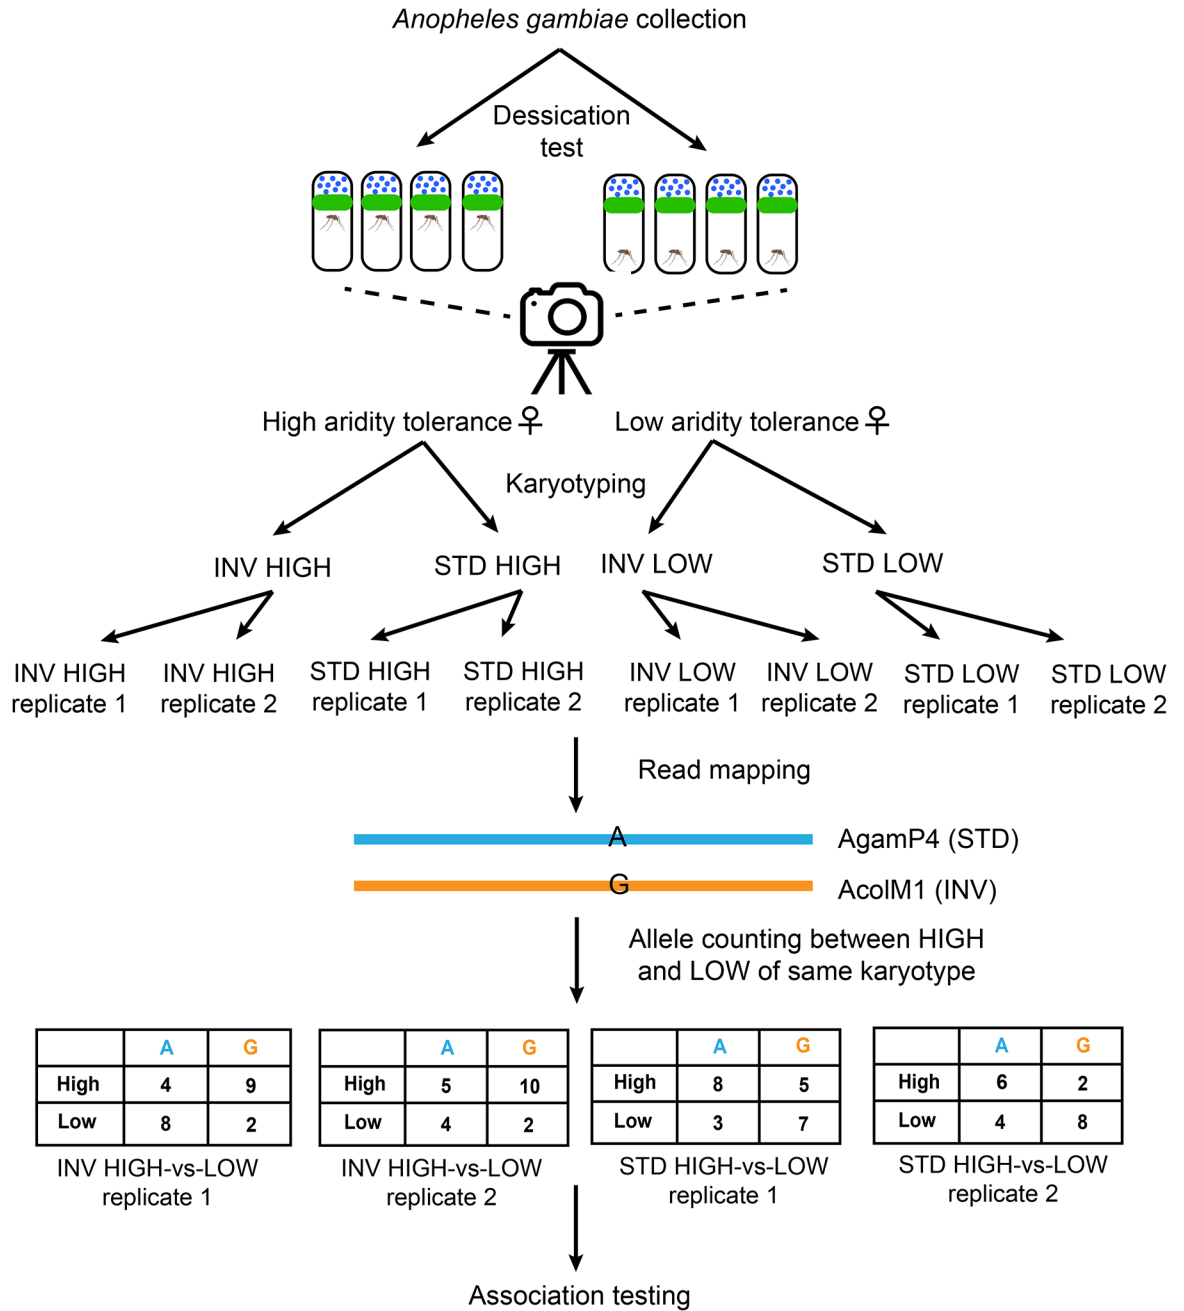 Anopheles gambiae collection
Dessication
test
High aridity tolerance ♀
Low aridity tolerance ♀
Karyotyping
INV HIGH
STD HIGH
INV LOW
STD LOW
INV HIGH
replicate 1
INV HIGH
replicate 2
STD HIGH
replicate 1
STD HIGH
replicate 2
INV LOW
replicate 1
INV LOW
replicate 2
STD LOW
replicate 1
STD LOW
replicate 2
Read mapping
A
AgamP4 (STD)
G
AcolM1 (INV)
Allele counting between HIGH
and LOW of same karyotype
A G
High 4 9
Low 8 2
INV HIGH-vs-LOW
replicate 1
A G
High 5 10
Low 4 2
INV HIGH-vs-LOW
replicate 2
A G
High 8 5
Low 3 7
STD HIGH-vs-LOW
replicate 1
A G
High 6 2
Low 4 8
STD HIGH-vs-LOW
replicate 2
Association testing